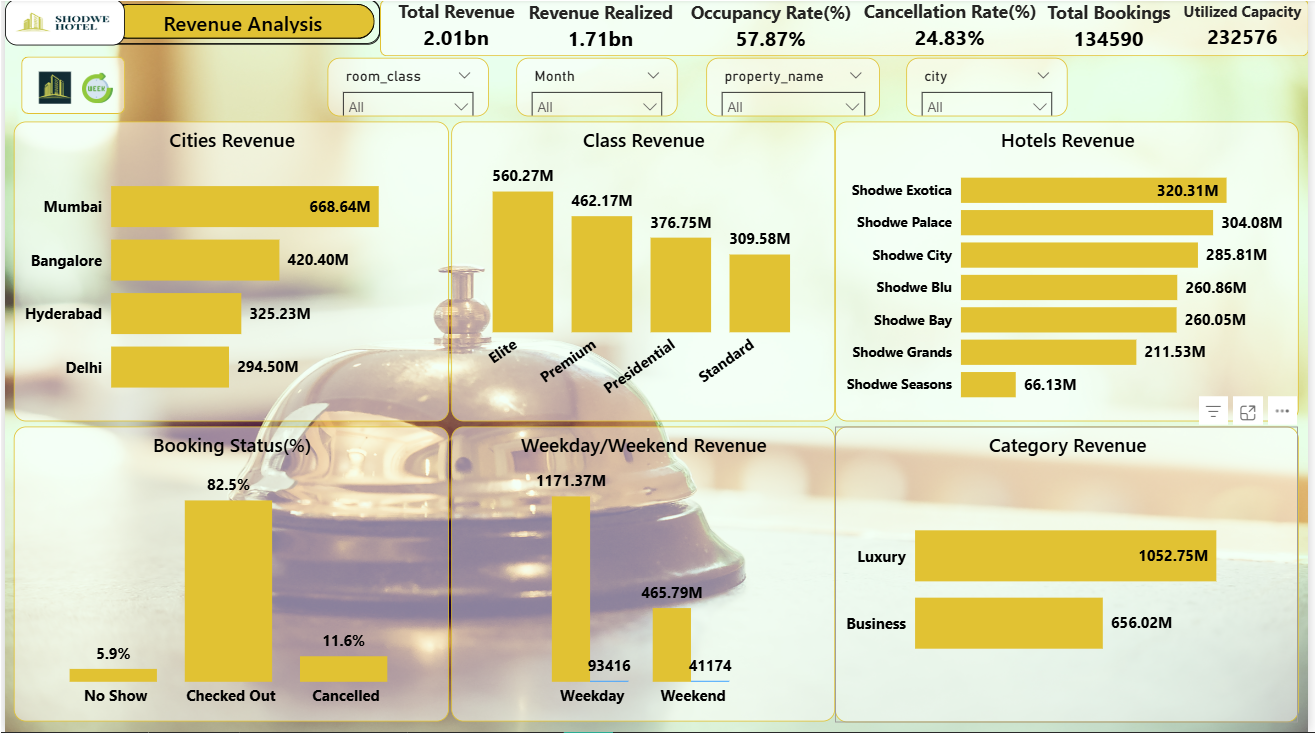 SHODWE
HOTEL
Revenue Analysis
Total Revenue
2.01bn
Revenue Realized
1.71bn
Occupancy Rate(%)
57.87%
Cancellation Rate(%)
24.83%
Total Bookings
134590
Utilized Capacity
232576
WEEK
room_class
All
Month
All
property_name
All
city
All
Cities Revenue
Mumbai 668.64M
Bangalore 420.40M
Hyderabad 325.23M
Delhi 294.50M
Class Revenue
560.27M
462.17M
376.75M
309.58M
Elite
Premium
Presidential
Standard
Hotels Revenue
Shodwe Exotica 320.31M
Shodwe Palace 304.08M
Shodwe City 285.81M
Shodwe Blu 260.86M
Shodwe Bay 260.05M
Shodwe Grands 211.53M
Shodwe Seasons 66.13M
Booking Status(%)
82.5%
5.9%
11.6%
No Show
Checked Out
Cancelled
Weekday/Weekend Revenue
1171.37M
465.79M
93416
41174
Weekday
Weekend
Category Revenue
Luxury 1052.75M
Business 656.02M